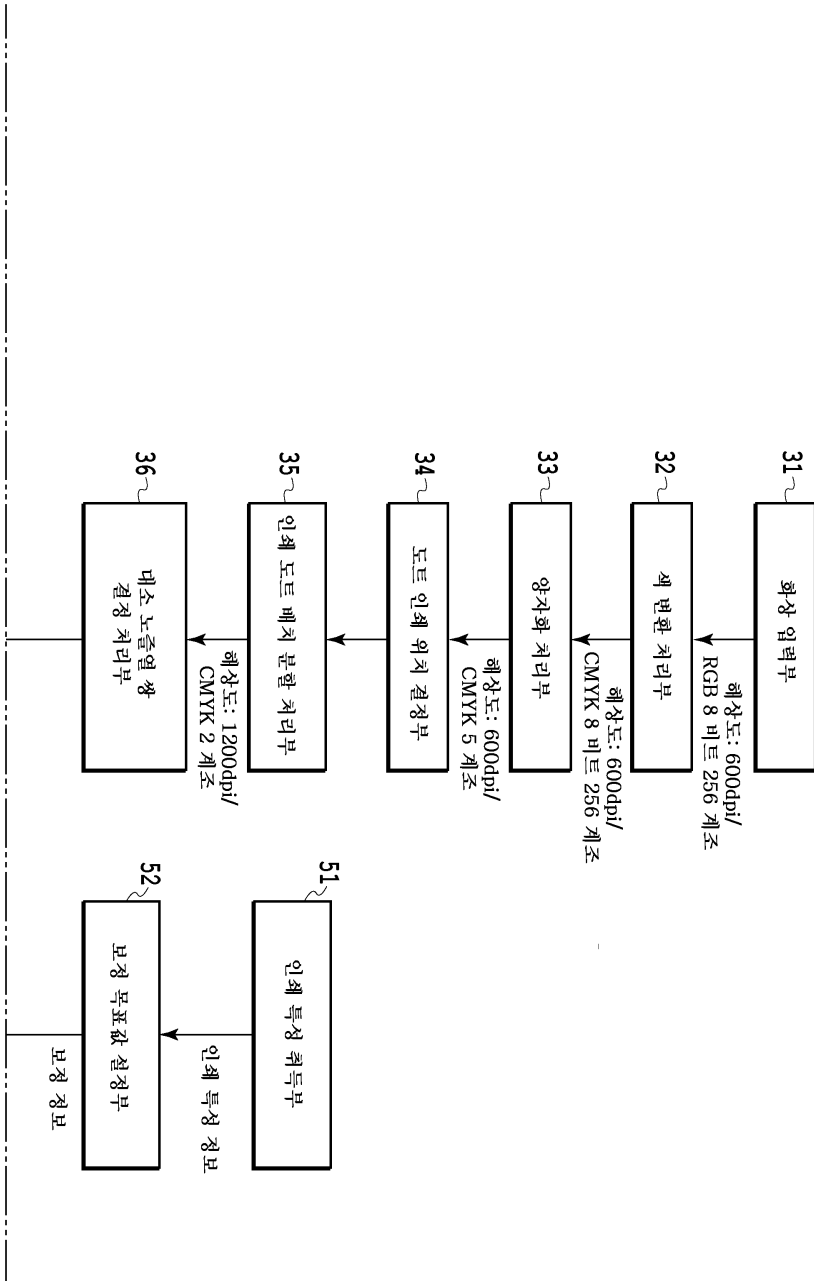 31
화상 입력부
해상도: 600dpi/
RGB 8 비트 256 계조
32
색 변환 처리부
해상도: 600dpi/
CMYK 8 비트 256 계조
33
양자화 처리부
해상도: 600dpi/
CMYK 5 계조
34
도트 인쇄 위치 결정부
35
인쇄 도트 배치 분할 처리부
해상도: 1200dpi/
CMYK 2 계조
36
대소 노즐열 쌍
결정 처리부
51
인쇄 특성 취득부
인쇄 특성 정보
52
보정 목표값 설정부
보정 정보